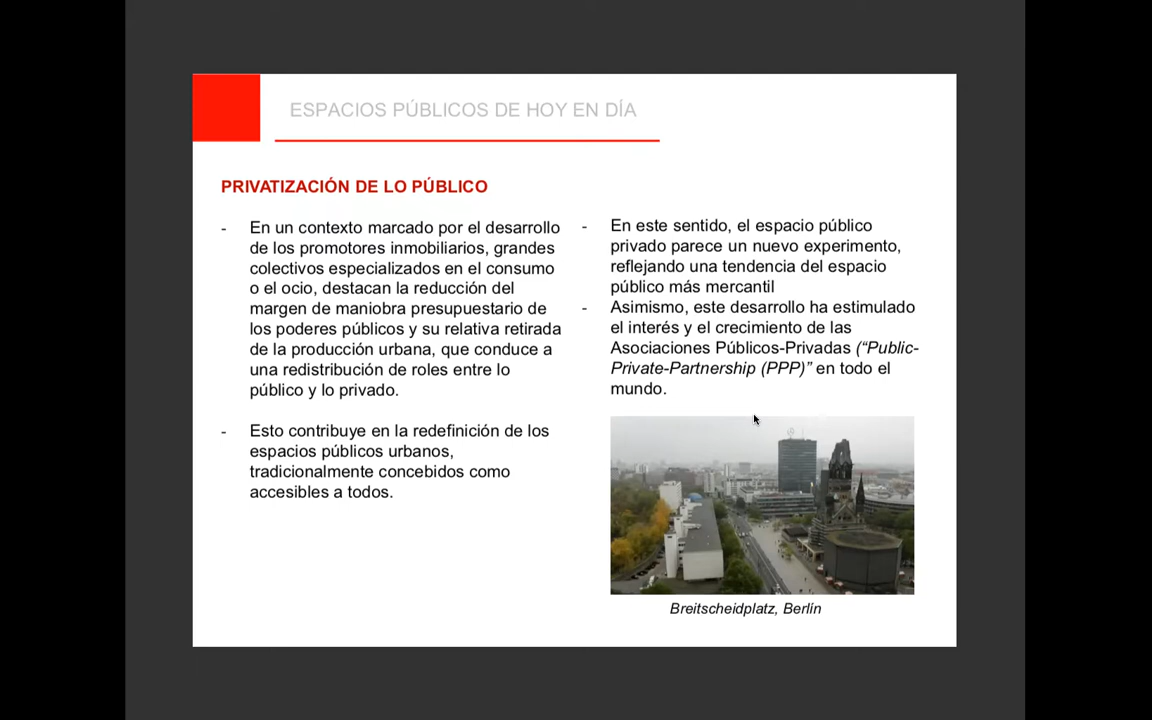 ESPACIOS PÚBLICOS DE HOY EN DÍA
PRIVATIZACIÓN DE LO PÚBLICO
- En un contexto marcado por el desarrollo
de los promotores inmobiliarios, grandes
colectivos especializados en el consumo
o el ocio, destacan la reducción del
margen de maniobra presupuestario de
los poderes públicos y su relativa retirada
de la producción urbana, que conduce a
una redistribución de roles entre lo
público y lo privado.
- Esto contribuye en la redefinición de los
espacios públicos urbanos,
tradicionalmente concebidos como
accesibles a todos.
- En este sentido, el espacio público
privado parece un nuevo experimento,
reflejando una tendencia del espacio
público más mercantil
- Asimismo, este desarrollo ha estimulado
el interés y el crecimiento de las
Asociaciones Públicos-Privadas (“Public-
Private-Partnership (PPP)” en todo el
mundo.
Breitscheidplatz, Berlín